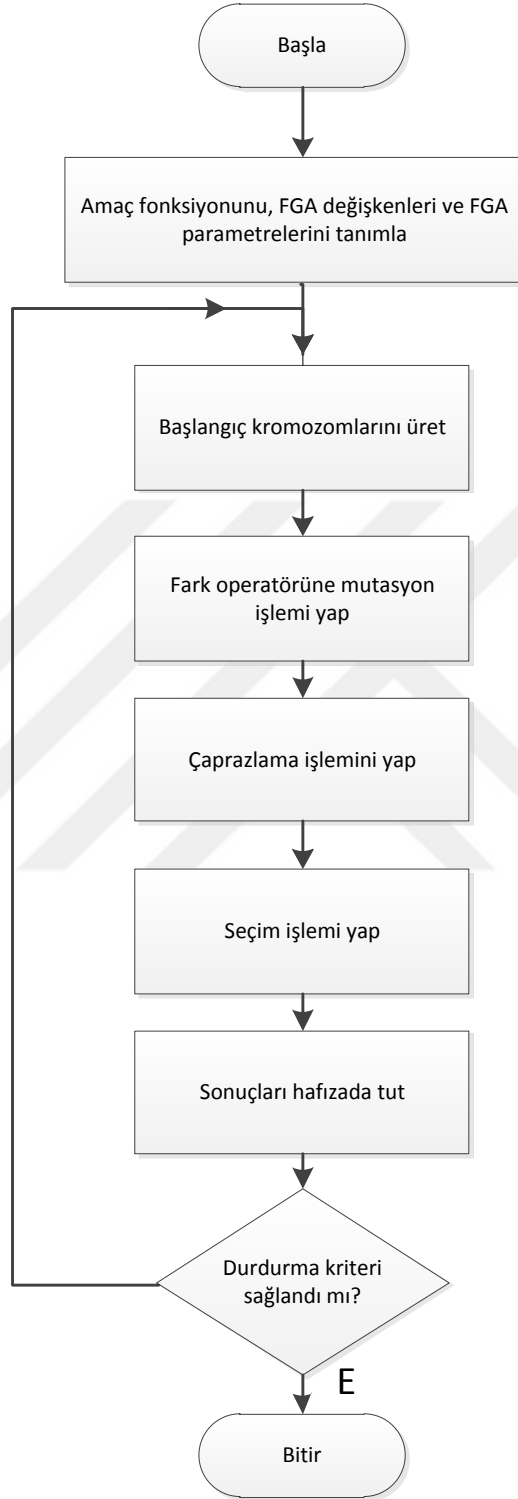 Başla
Amaç fonksiyonunu, FGA değişkenleri ve FGA
parametrelerini tanımla
Başlangıç kromozomlarını üret
Fark operatörüne mutasyon
işlemi yap
Çaprazlama işlemini yap
Seçim işlemi yap
Sonuçları hafızada tut
Durdurma kriteri
sağlandı mı?
E
Bitir